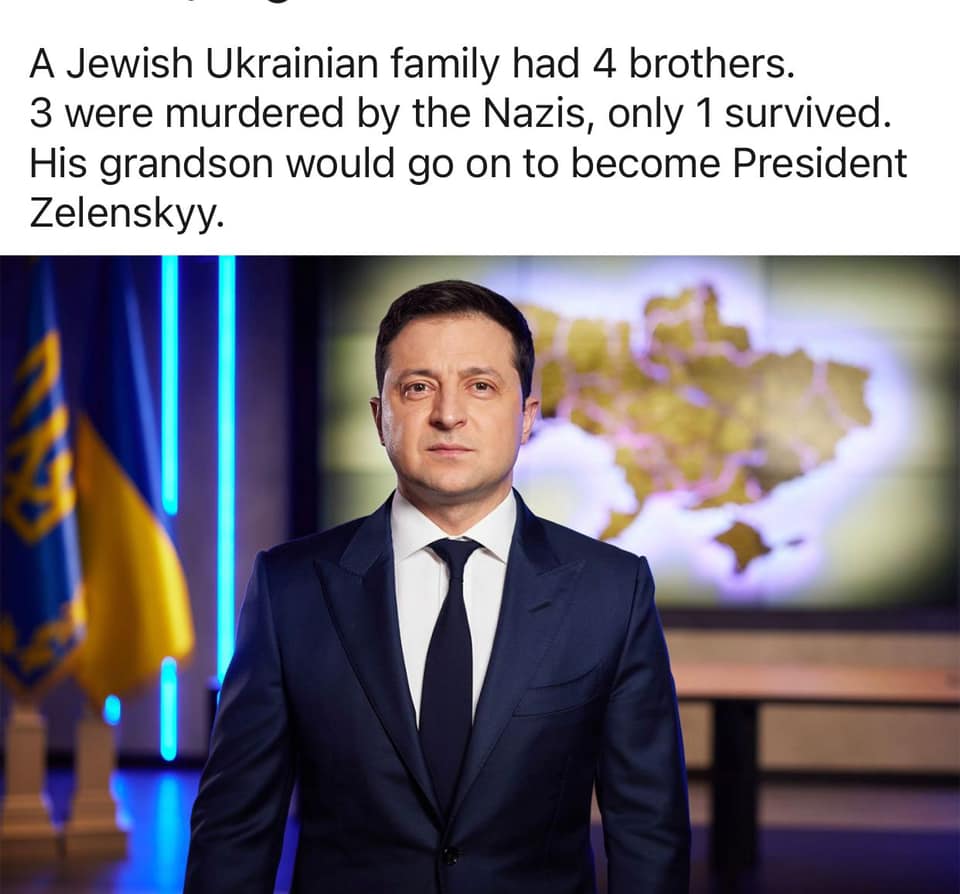 A Jewish Ukrainian family had 4 brothers.
3 were murdered by the Nazis, only 1 survived.
His grandson would go on to become President
Zelenskyy.